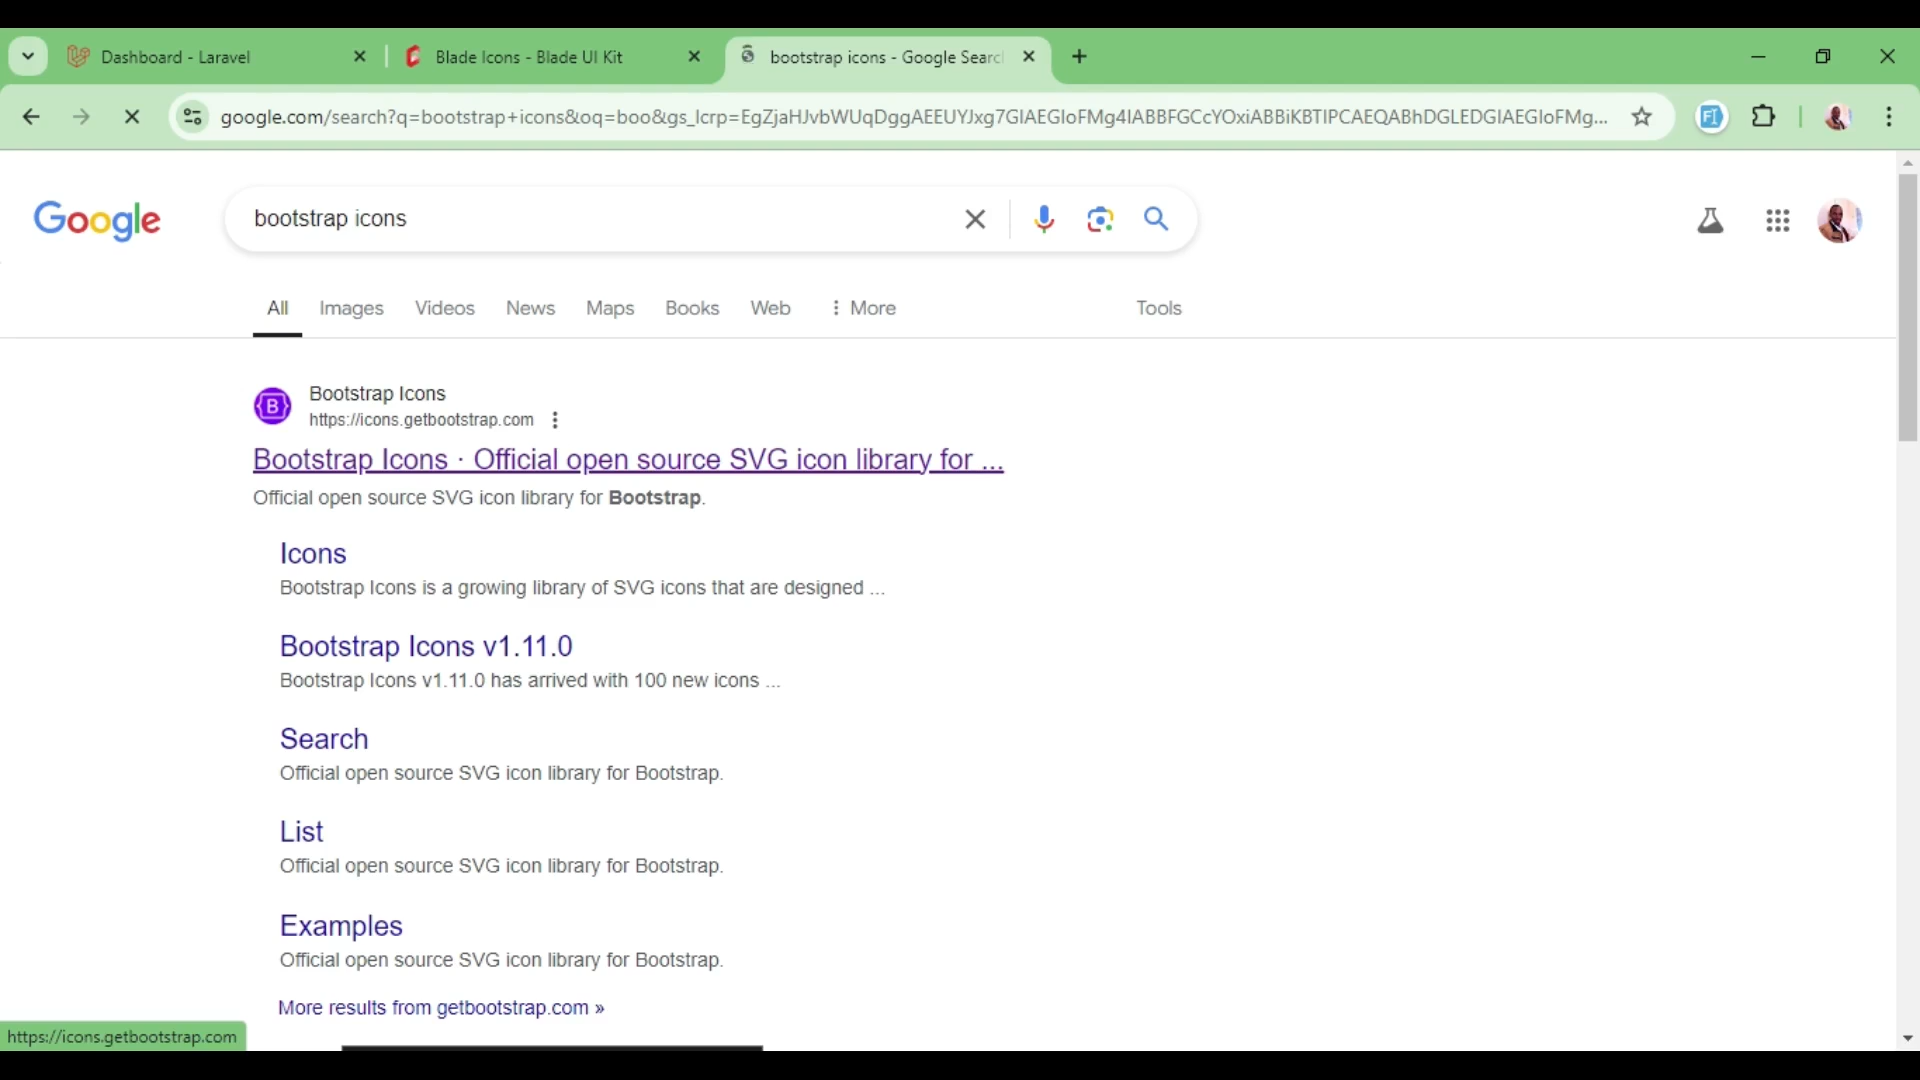 Dashboard - Laravel
Blade Icons - Blade UI Kit
bootstrap icons - Google Searc
google.com/search?q=bootstrap+icons&oq=boo&gs_lcrp=EgZjaHJvbWUqDggAEEUYJxg7GIAEGIoFMg4IABBFGCcYOxiABBiKBTIPCAEQABhDGLEDGIAEGIoFMg...
FI
Google
bootstrap icons
All
Images
Videos
News
Maps
Books
Web
More
Tools
B
Bootstrap Icons
https://icons.getbootstrap.com
Bootstrap Icons · Official open source SVG icon library for ...
Official open source SVG icon library for Bootstrap.
Icons
Bootstrap Icons is a growing library of SVG icons that are designed ...
Bootstrap Icons v1.11.0
Bootstrap Icons v1.11.0 has arrived with 100 new icons ...
Search
Official open source SVG icon library for Bootstrap.
List
Official open source SVG icon library for Bootstrap.
Examples
Official open source SVG icon library for Bootstrap.
More results from getbootstrap.com »
https://icons.getbootstrap.com